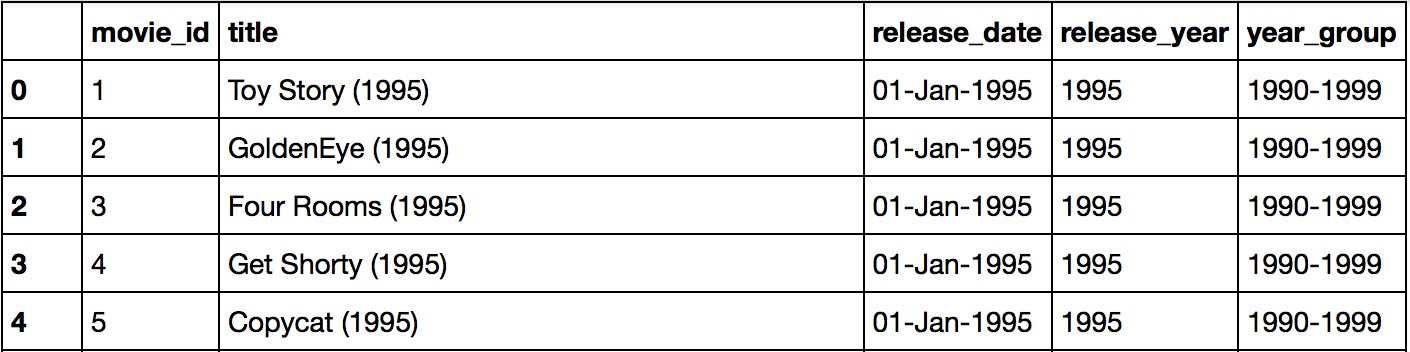 movie_id title release_date release_year year_group
0 1 Toy Story (1995) 01-Jan-1995 1995 1990-1999
1 2 GoldenEye (1995) 01-Jan-1995 1995 1990-1999
2 3 Four Rooms (1995) 01-Jan-1995 1995 1990-1999
3 4 Get Shorty (1995) 01-Jan-1995 1995 1990-1999
4 5 Copycat (1995) 01-Jan-1995 1995 1990-1999